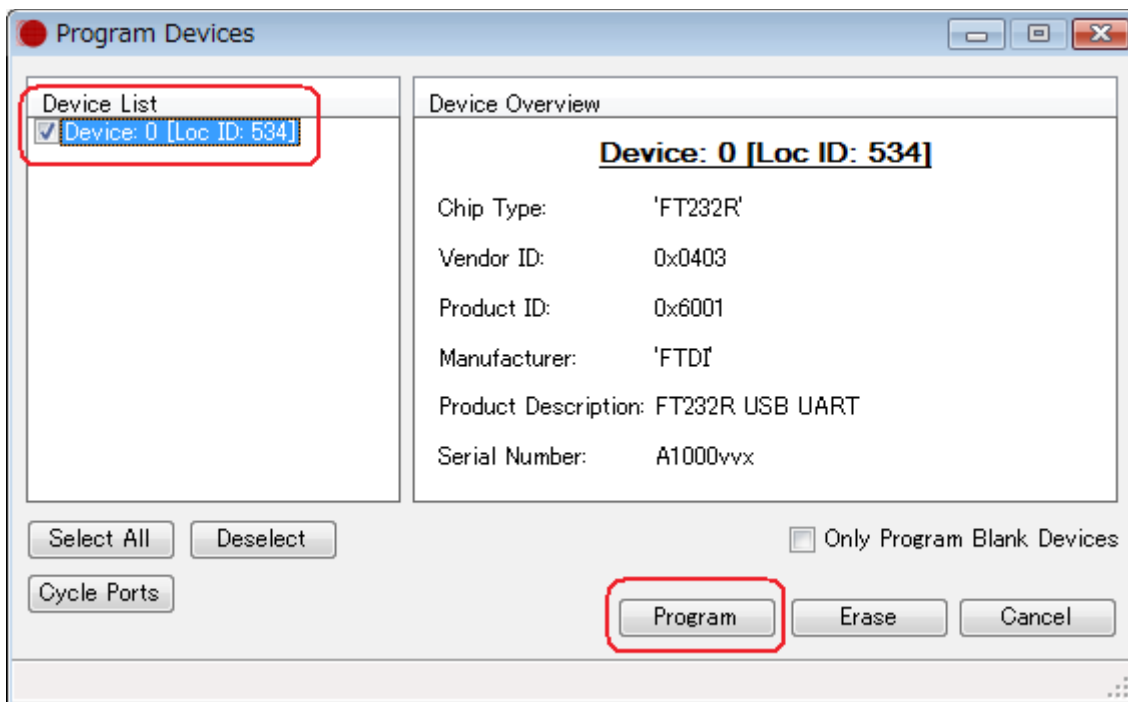 Program Devices
Device List
Device: 0 [Loc ID: 534]
Device Overview
Device: 0 [Loc ID: 534]
Chip Type: 'FT232R'
Vendor ID: 0x0403
Product ID: 0x6001
Manufacturer: 'FTDI'
Product Description: FT232R USB UART
Serial Number: A1000vvx
Select All Deselect
Only Program Blank Devices
Cycle Ports
Program Erase Cancel